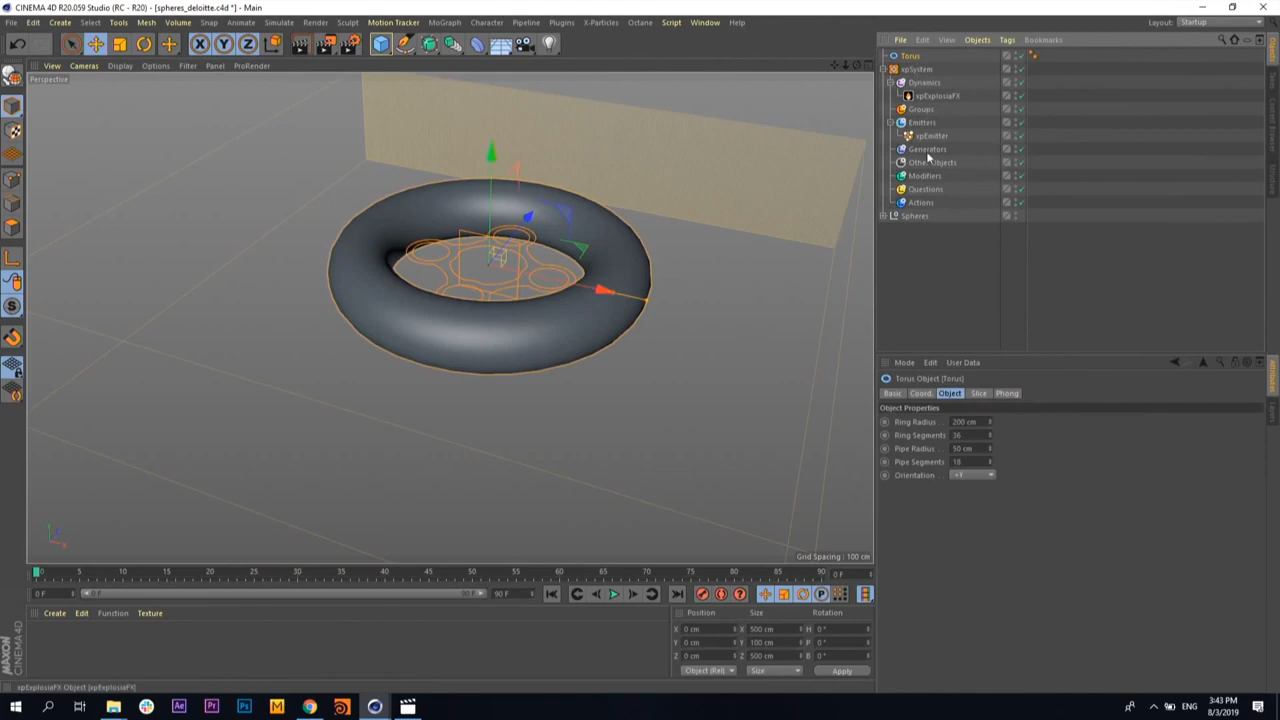 CINEMA 4D R20.059 Studio (RC - R20) - [spheres_deloitte.c4d *] - Main
File Edit Create Select Tools Mesh Volume Snap Animate Simulate Render Sculpt Motion Tracker MoGraph Character Pipeline Plugins X-Particles Octane Script Window Help
Layout: Startup
X Y Z
File Edit View Objects Tags Bookmarks
View Cameras Display Options Filter Panel ProRender
Perspective
Torus
xpSystem
Dynamics
xpExplosiaFX
Groups
Emitters
xpEmitter
Generators
Other Objects
Modifiers
Questions
Actions
Spheres
Mode Edit User Data
Torus Object [Torus]
Basic Coord. Object Slice Phong
Object Properties
Ring Radius . . 200 cm
Ring Segments 36
Pipe Radius . . 50 cm
Pipe Segments 18
Orientation . . +Y
Grid Spacing : 100 cm
0 5 10 15 20 25 30 35 40 45 50 55 60 65 70 75 80 85 90 0 F
0 F 0 F 90 F 90 F
Create Edit Function Texture
Position Size Rotation
X 0 cm X 500 cm H 0 °
Y 0 cm Y 100 cm P 0 °
Z 0 cm Z 500 cm B 0 °
Object (Rel) Size Apply
MAXON CINEMA 4D
xpExplosiaFX Object [xpExplosiaFX]
Ae Pr Ps M
ENG
3:43 PM
8/3/2019